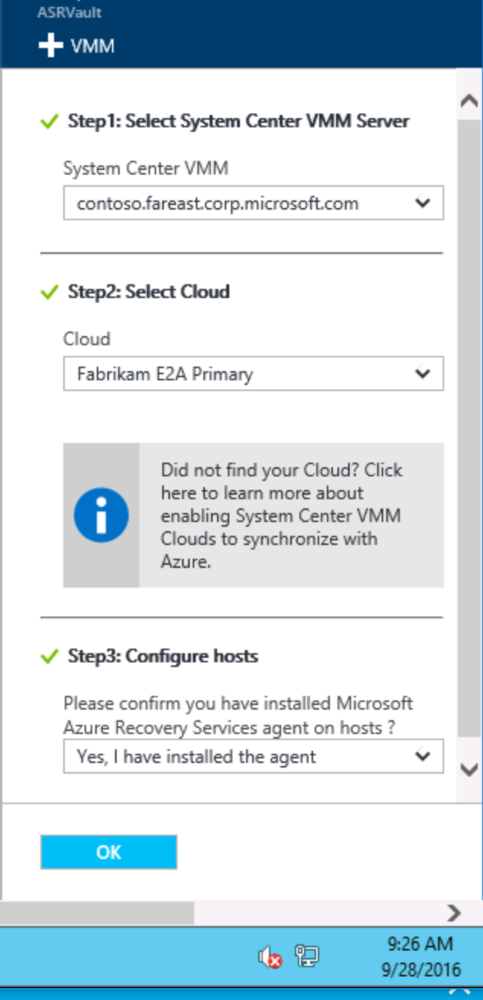 ASRVault
VMM
Step1: Select System Center VMM Server
System Center VMM
contoso.fareast.corp.microsoft.com
Step2: Select Cloud
Cloud
Fabrikam E2A Primary
Did not find your Cloud? Click
here to learn more about
enabling System Center VMM
Clouds to synchronize with
Azure.
Step3: Configure hosts
Please confirm you have installed Microsoft
Azure Recovery Services agent on hosts ?
Yes, I have installed the agent
OK
9:26 AM
9/28/2016